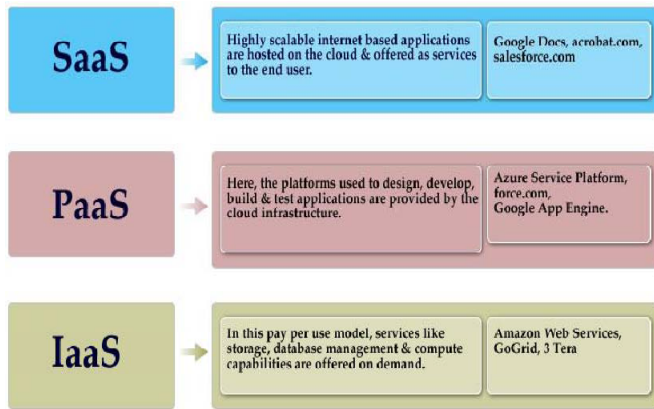 SaaS
Highly scalable internet based applications
are hosted on the cloud & offered as services
to the end user.
Google Docs, acrobat.com,
salesforce.com
PaaS
Here, the platforms used to design, develop,
build & test applications are provided by the
cloud infrastructure.
Azure Service Platform,
force.com,
Google App Engine.
IaaS
In this pay per use model, services like
storage, database management & compute
capabilities are offered on demand.
Amazon Web Services,
GoGrid, 3 Tera